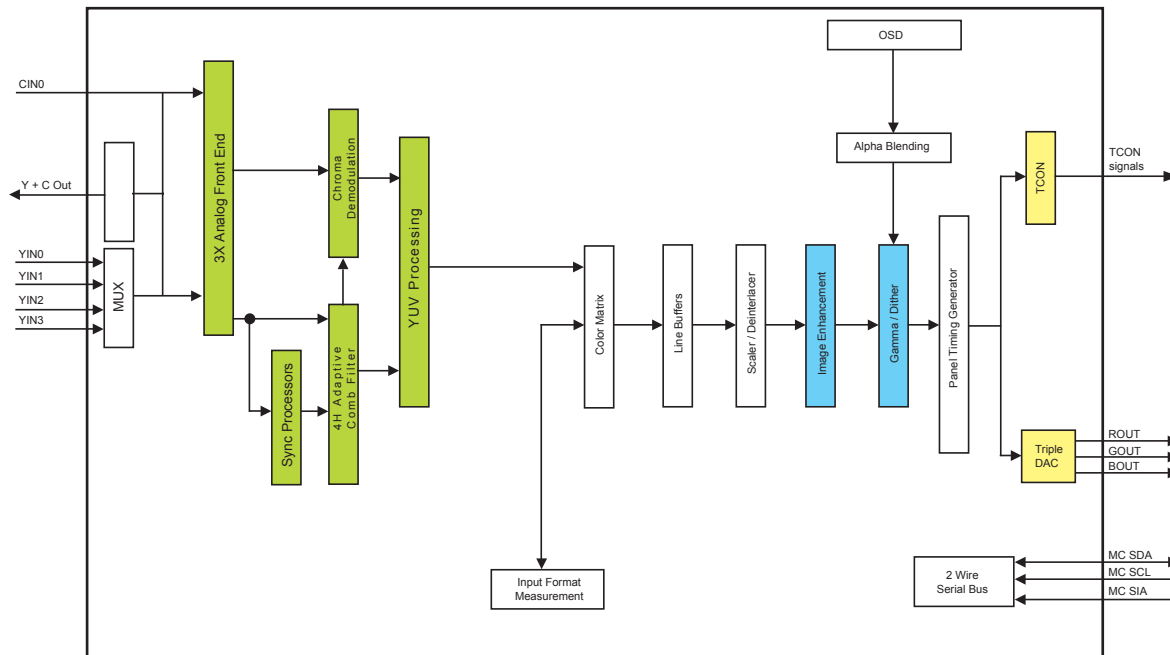 OSD
CIN0
3X Analog Front End
Chroma
Demodulation
Alpha Blending
TCON
TCON
signals
Y + C Out
YUV Processing
YIN0
YIN1
YIN2
YIN3
MUX
Color Matrix
Line Buffers
Scaler / Deinterlacer
Image Enhancement
Gamma / Dither
Panel Timing Generator
Sync Processors
4H Adaptive
Comb Filter
Triple
DAC
ROUT
GOUT
BOUT
Input Format
Measurement
2 Wire
Serial Bus
MC SDA
MC SCL
MC SIA